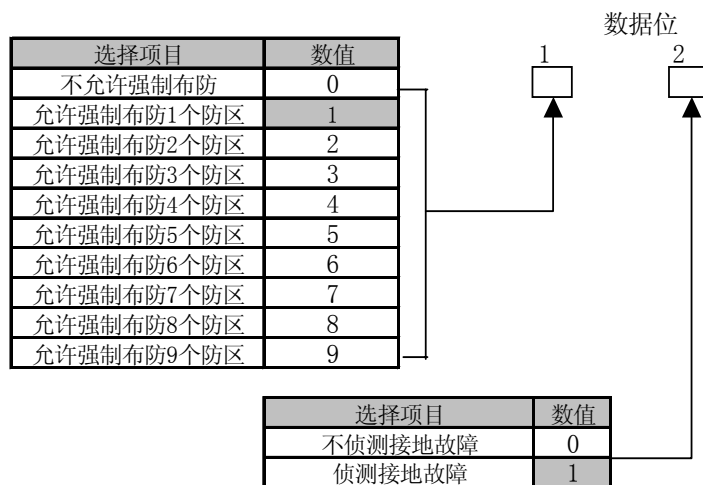 数据位
1 2
选择项目 数值
不允许强制布防 0
允许强制布防1个防区 1
允许强制布防2个防区 2
允许强制布防3个防区 3
允许强制布防4个防区 4
允许强制布防5个防区 5
允许强制布防6个防区 6
允许强制布防7个防区 7
允许强制布防8个防区 8
允许强制布防9个防区 9
选择项目 数值
不侦测接地故障 0
侦测接地故障 1